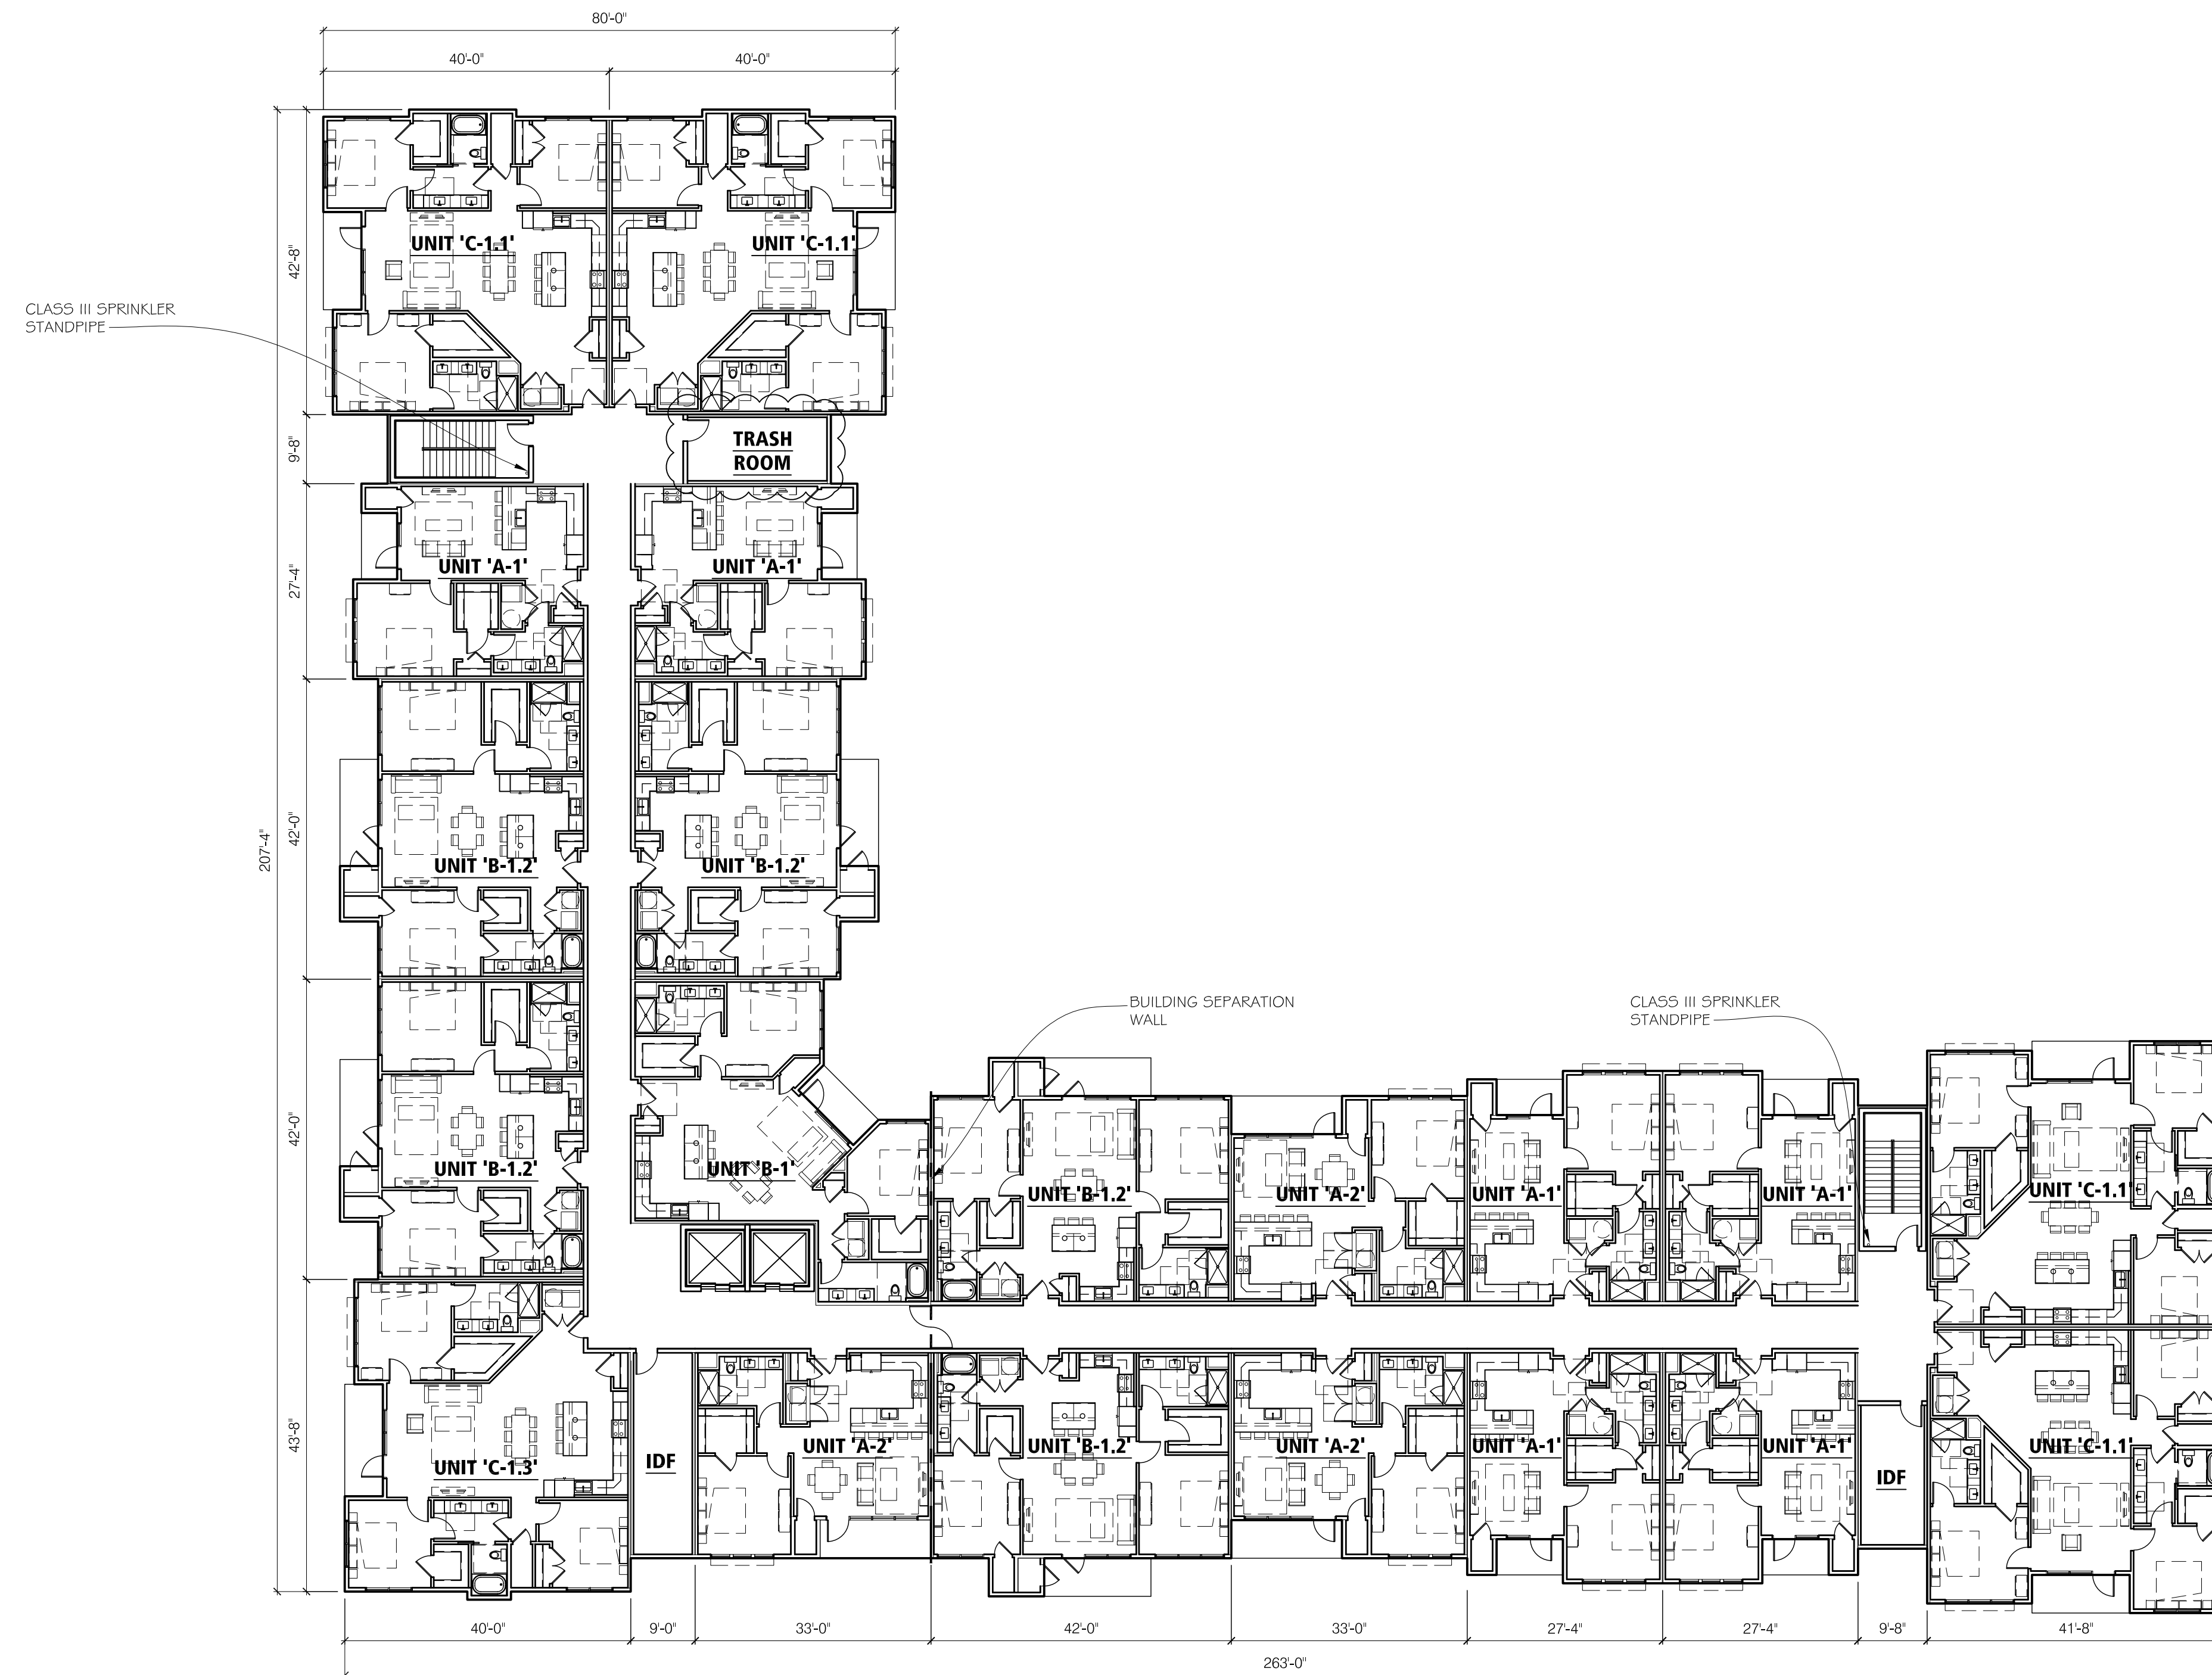 80'-0"
40'-0"
40'-0"
UNIT 'C-1.1'
UNIT 'C-1.1'
42'-8"
CLASS III SPRINKLER
STANDPIPE
9'-8"
TRASH
ROOM
27'-4"
UNIT 'A-1'
UNIT 'A-1'
207'-4"
42'-0"
UNIT 'B-1.2'
UNIT 'B-1.2'
BUILDING SEPARATION
WALL
CLASS III SPRINKLER
STANDPIPE
42'-0"
UNIT 'B-1.2'
UNIT 'B-1'
UNIT 'B-1.2'
UNIT 'A-2'
UNIT 'A-1'
UNIT 'A-1'
UNIT 'C-1.1'
43'-8"
UNIT 'C-1.3'
IDF
UNIT 'A-2'
UNIT 'B-1.2'
UNIT 'A-2'
UNIT 'A-1'
UNIT 'A-1'
IDF
UNIT 'C-1.1'
40'-0"
9'-0"
33'-0"
42'-0"
33'-0"
27'-4"
27'-4"
9'-8"
41'-8"
263'-0"